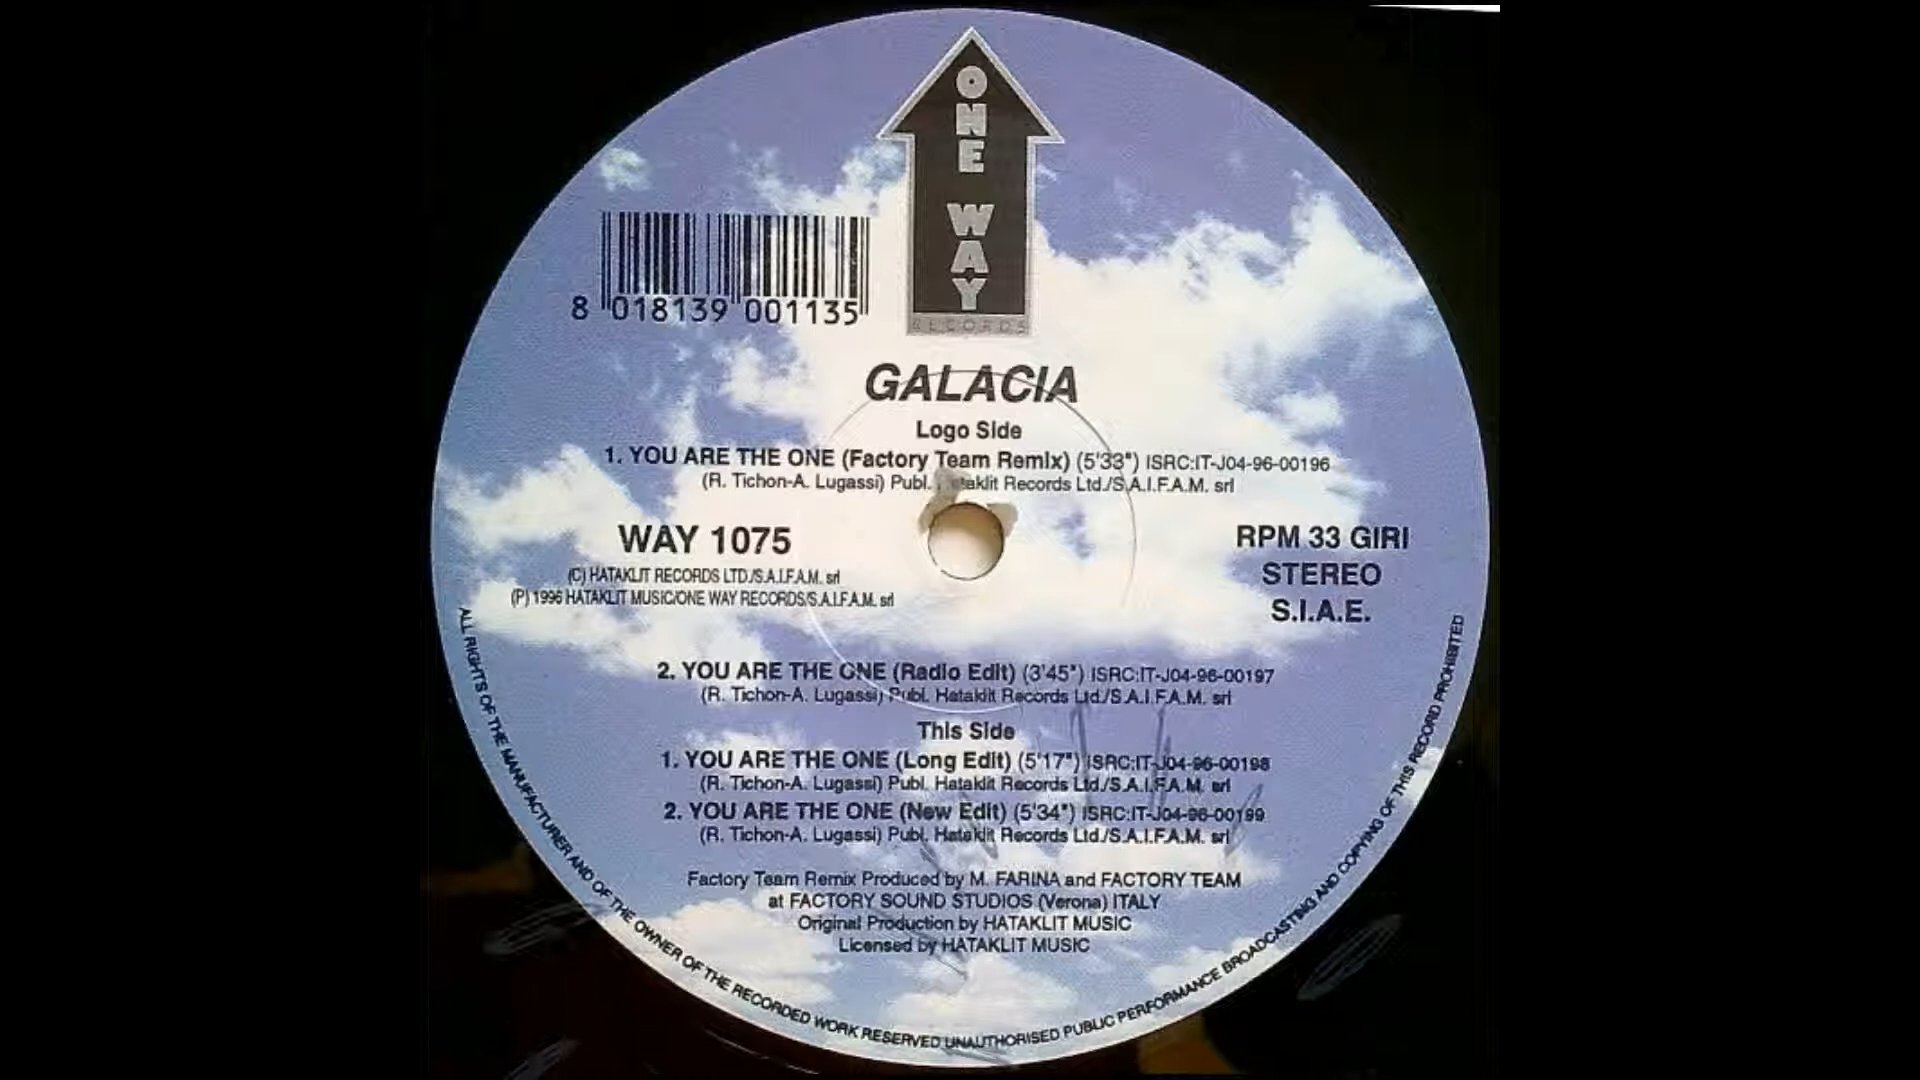 ONE WAY
RECORDS
8 018139 001135
GALACIA
Logo Side
1. YOU ARE THE ONE (Factory Team Remix) (5'33") ISRC:IT-J04-96-00196
(R. Tichon-A. Lugassi) Publ. Hataklit Records Ltd./S.A.I.F.A.M. srl
WAY 1075
(C) HATAKLIT RECORDS LTD./S.A.I.F.A.M. srl
(P) 1996 HATAKLIT MUSIC/ONE WAY RECORDS/S.A.I.F.A.M. srl
RPM 33 GIRI
STEREO
S.I.A.E.
2. YOU ARE THE ONE (Radio Edit) (3'45") ISRC:IT-J04-96-00197
(R. Tichon-A. Lugassi) Publ. Hataklit Records Ltd./S.A.I.F.A.M. srl
This Side
1. YOU ARE THE ONE (Long Edit) (5'17") ISRC:IT-J04-96-00198
(R. Tichon-A. Lugassi) Publ. Hataklit Records Ltd./S.A.I.F.A.M. srl
2. YOU ARE THE ONE (New Edit) (5'34") ISRC:IT-J04-96-00199
(R. Tichon-A. Lugassi) Publ. Hataklit Records Ltd./S.A.I.F.A.M. srl
Factory Team Remix Produced by M. FARINA and FACTORY TEAM
at FACTORY SOUND STUDIOS (Verona) ITALY
Original Production by HATAKLIT MUSIC
Licensed by HATAKLIT MUSIC
ALL RIGHTS OF THE MANUFACTURER AND OF THE OWNER OF THE RECORDED WORK RESERVED UNAUTHORISED PUBLIC PERFORMANCE BROADCASTING AND COPYING OF THIS RECORD PROHIBITED